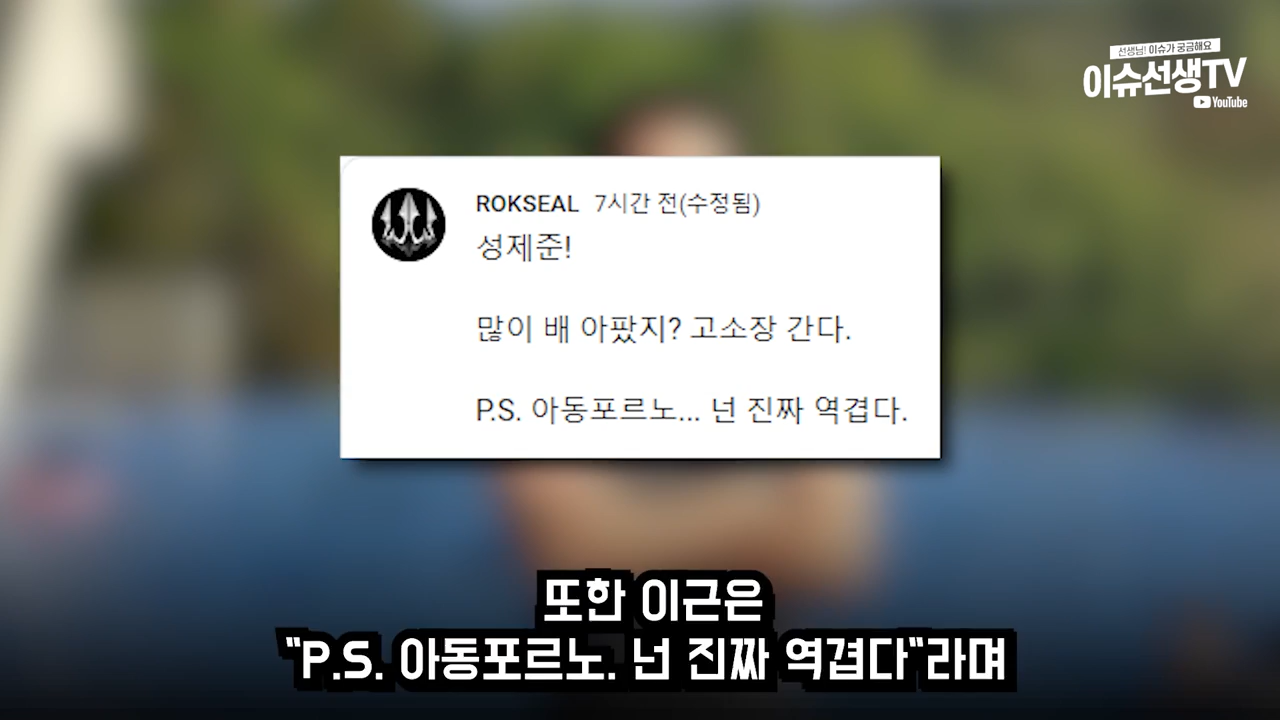 선생님! 이슈가 궁금해요
이슈선생TV
YouTube
ROKSEAL 7시간 전(수정됨)
성제준!
많이 배 아팠지? 고소장 간다.
P.S. 아동포르노... 넌 진짜 역겹다.
또한 이근은
"P.S. 아동포르노. 넌 진짜 역겹다"라며